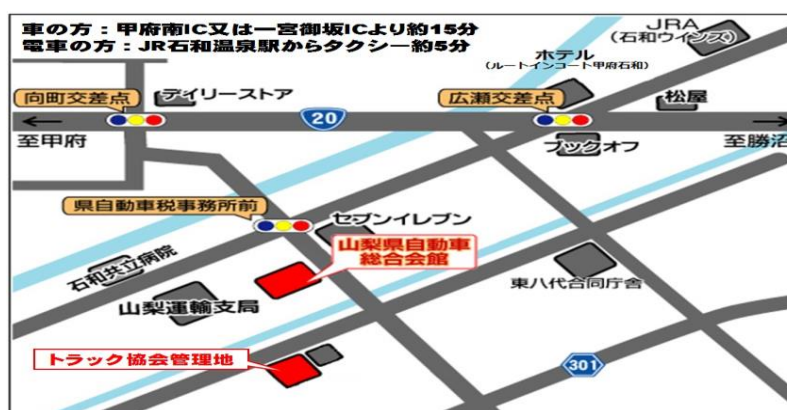 車の方：甲府南IC又は一宮御坂ICより約15分
電車の方：JR石和温泉駅からタクシー約5分
JRA
(石和ウインズ)
ホテル
(ルートインコート甲府石和)
向町交差点
デイリーストア
広瀬交差点
松屋
20
至甲府
ブックオフ
至勝沼
県自動車税事務所前
セブンイレブン
山梨県自動車
総合会館
石和共立病院
山梨運輸支局
東八代合同庁舎
トラック協会管理地
301